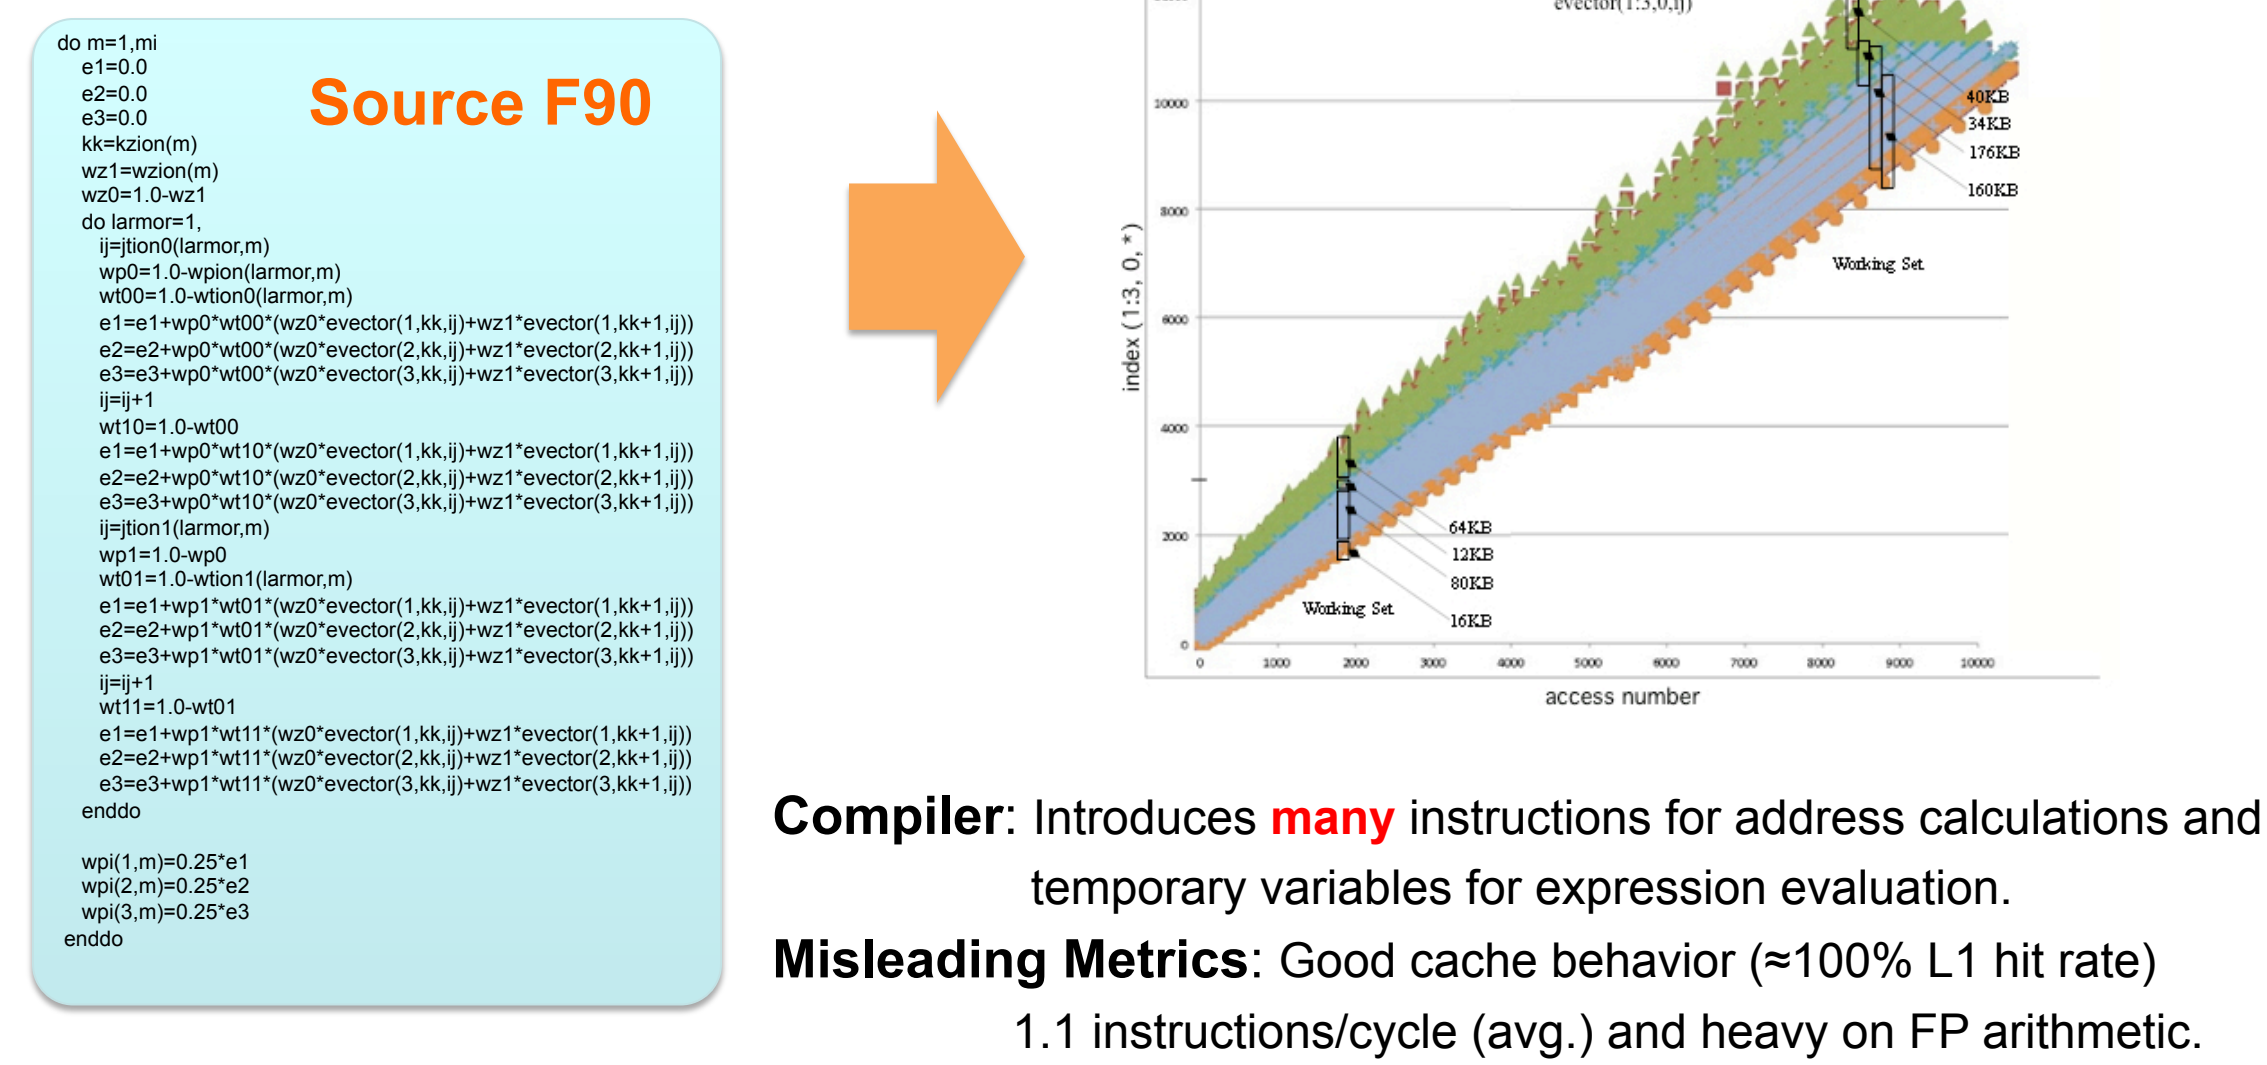 do m=1,mi
e1=0.0
e2=0.0
e3=0.0
kk=kzion(m)
wz1=wzion(m)
wz0=1.0-wz1
do larmor=1,
ij=jtion0(larmor,m)
wp0=1.0-wpion(larmor,m)
wt00=1.0-wtion0(larmor,m)
e1=e1+wp0*wt00*(wz0*evector(1,kk,ij)+wz1*evector(1,kk+1,ij))
e2=e2+wp0*wt00*(wz0*evector(2,kk,ij)+wz1*evector(2,kk+1,ij))
e3=e3+wp0*wt00*(wz0*evector(3,kk,ij)+wz1*evector(3,kk+1,ij))
ij=ij+1
wt10=1.0-wt00
e1=e1+wp0*wt10*(wz0*evector(1,kk,ij)+wz1*evector(1,kk+1,ij))
e2=e2+wp0*wt10*(wz0*evector(2,kk,ij)+wz1*evector(2,kk+1,ij))
e3=e3+wp0*wt10*(wz0*evector(3,kk,ij)+wz1*evector(3,kk+1,ij))
ij=jtion1(larmor,m)
wp1=1.0-wp0
wt01=1.0-wtion1(larmor,m)
e1=e1+wp1*wt01*(wz0*evector(1,kk,ij)+wz1*evector(1,kk+1,ij))
e2=e2+wp1*wt01*(wz0*evector(2,kk,ij)+wz1*evector(2,kk+1,ij))
e3=e3+wp1*wt01*(wz0*evector(3,kk,ij)+wz1*evector(3,kk+1,ij))
ij=ij+1
wt11=1.0-wt01
e1=e1+wp1*wt11*(wz0*evector(1,kk,ij)+wz1*evector(1,kk+1,ij))
e2=e2+wp1*wt11*(wz0*evector(2,kk,ij)+wz1*evector(2,kk+1,ij))
e3=e3+wp1*wt11*(wz0*evector(3,kk,ij)+wz1*evector(3,kk+1,ij))
enddo
wpi(1,m)=0.25*e1
wpi(2,m)=0.25*e2
wpi(3,m)=0.25*e3
enddo
Source F90
evector(1:3,0,ij)
10000
8000
6000
4000
2000
0
index (1:3, 0, *)
40KB
34KB
176KB
160KB
Working Set
64KB
12KB
80KB
16KB
Working Set
0 1000 2000 3000 4000 5000 6000 7000 8000 9000 10000
access number
Compiler: Introduces many instructions for address calculations and
temporary variables for expression evaluation.
Misleading Metrics: Good cache behavior (≈100% L1 hit rate)
1.1 instructions/cycle (avg.) and heavy on FP arithmetic.